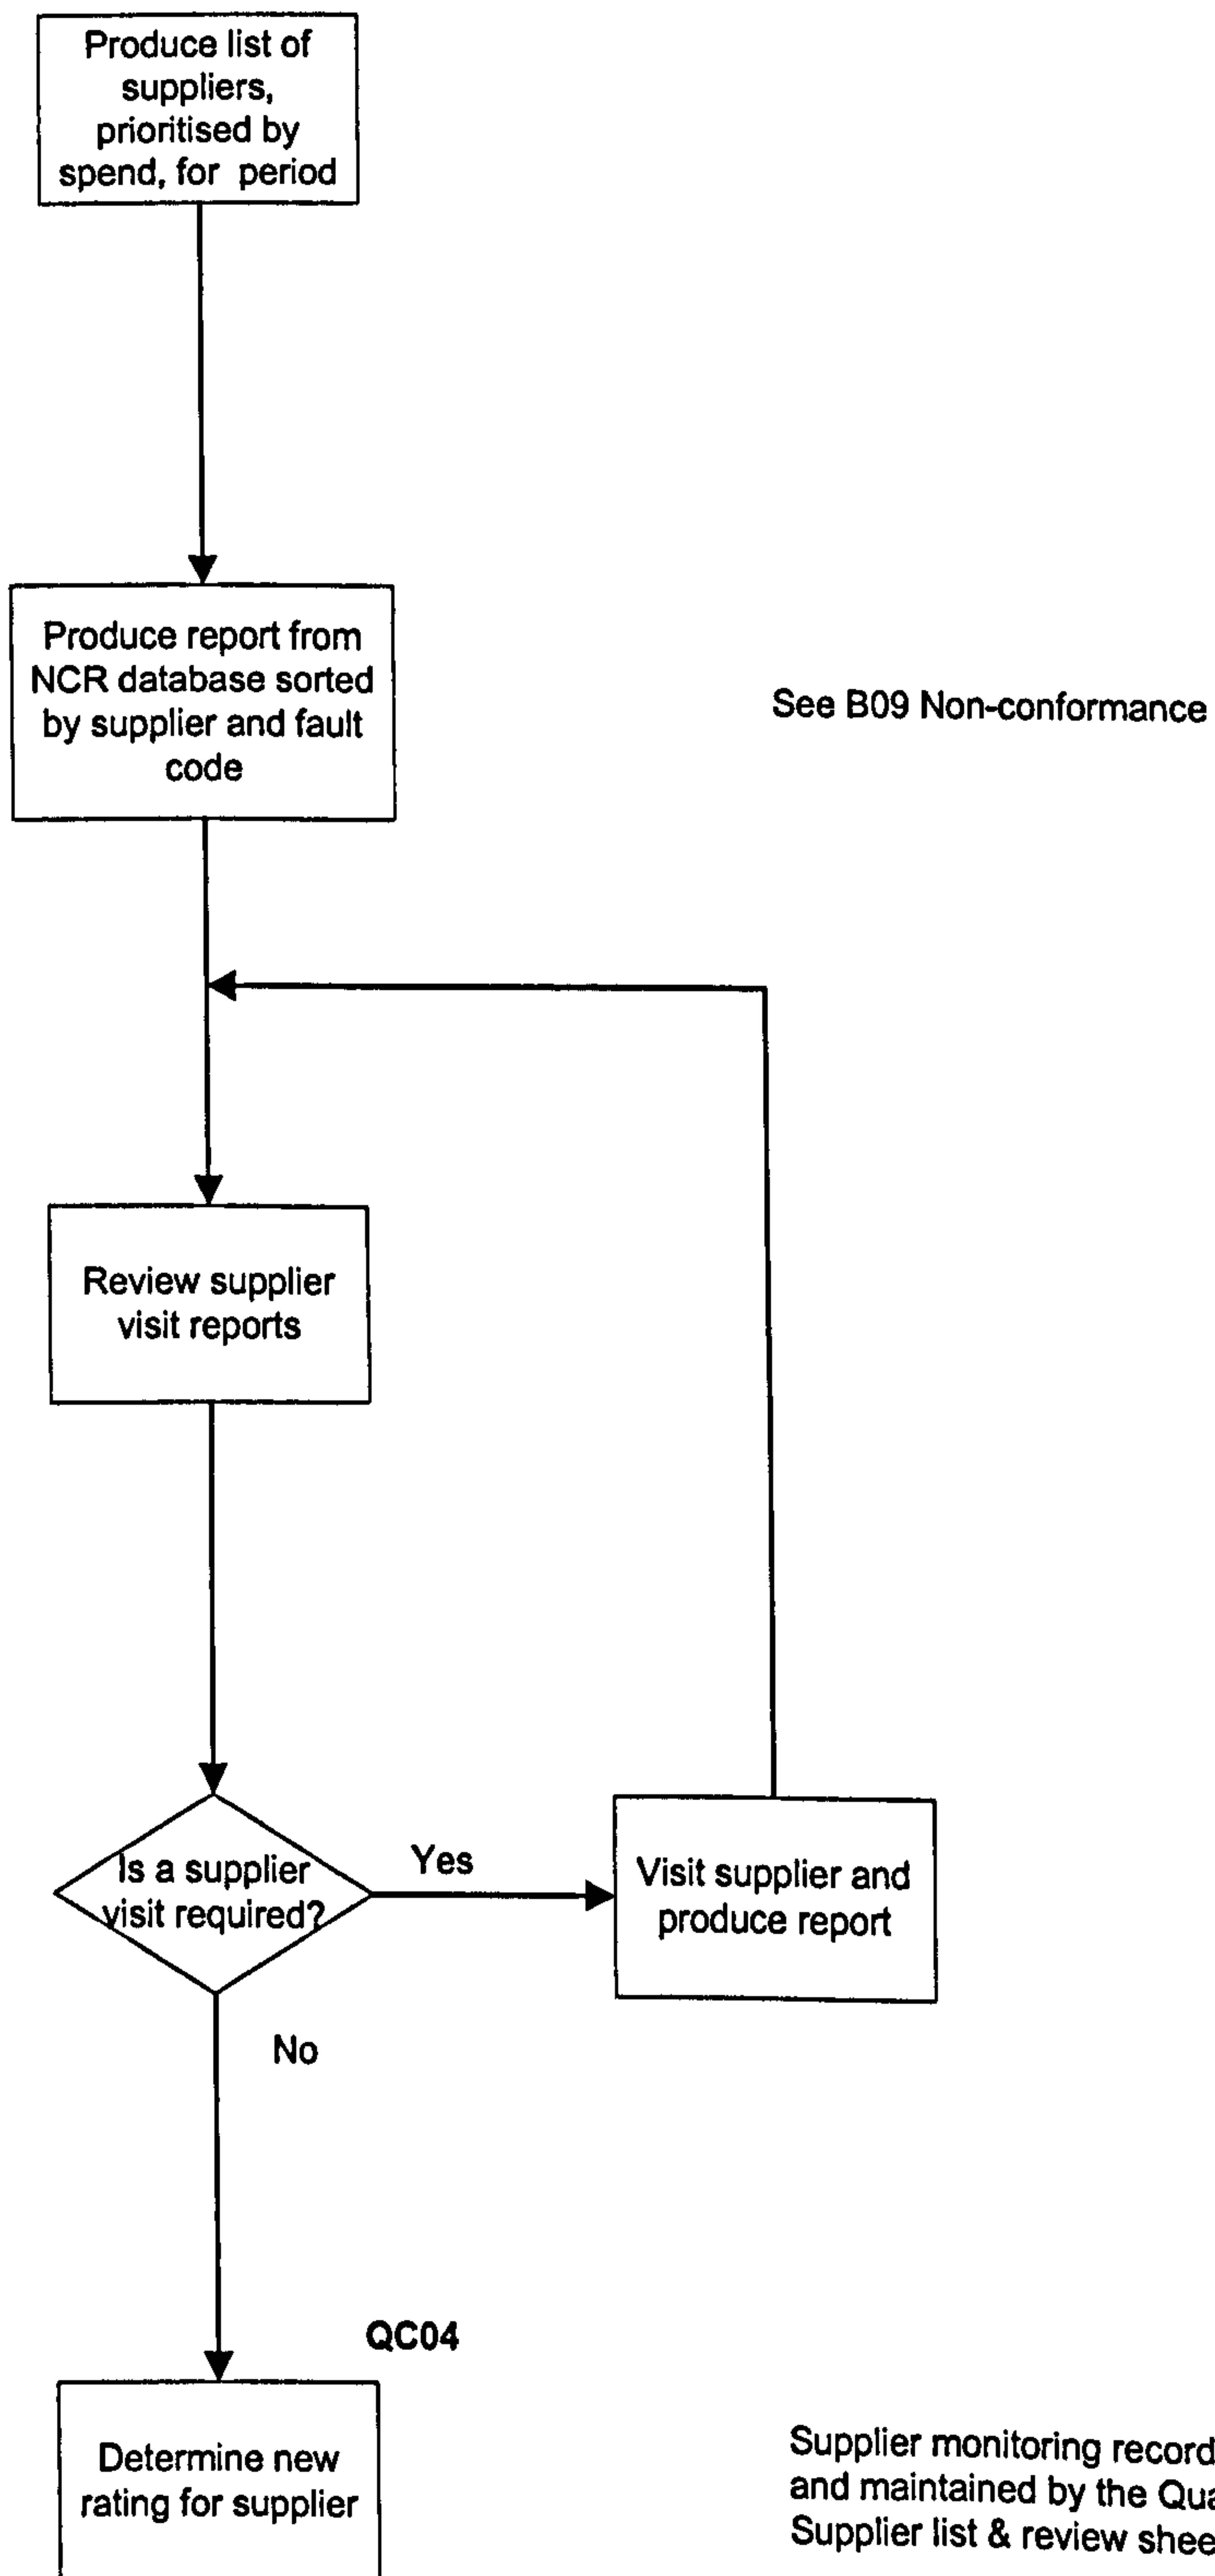 Produce list of
suppliers,
prioritised by
spend, for period
Produce report from
NCR database sorted
by supplier and fault
code
See B09 Non-conformance
Review supplier
visit reports
Is a supplier
visit required?
Yes
Visit supplier and
produce report
No
QC04
Determine new
rating for supplier
Supplier monitoring record
and maintained by the Qua
Supplier list & review shee